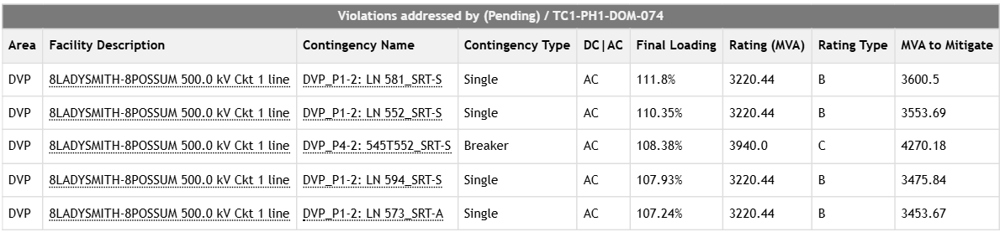 Violations addressed by (Pending) / TC1-PH1-DOM-074
Area Facility Description Contingency Name Contingency Type DC|AC Final Loading Rating (MVA) Rating Type MVA to Mitigate
DVP 8LADYSMITH-8POSSUM 500.0 kV Ckt 1 line DVP_P1-2: LN 581_SRT-S Single AC 111.8% 3220.44 B 3600.5
DVP 8LADYSMITH-8POSSUM 500.0 kV Ckt 1 line DVP_P1-2: LN 552_SRT-S Single AC 110.35% 3220.44 B 3553.69
DVP 8LADYSMITH-8POSSUM 500.0 kV Ckt 1 line DVP_P4-2: 545T552_SRT-S Breaker AC 108.38% 3940.0 C 4270.18
DVP 8LADYSMITH-8POSSUM 500.0 kV Ckt 1 line DVP_P1-2: LN 594_SRT-S Single AC 107.93% 3220.44 B 3475.84
DVP 8LADYSMITH-8POSSUM 500.0 kV Ckt 1 line DVP_P1-2: LN 573_SRT-A Single AC 107.24% 3220.44 B 3453.67